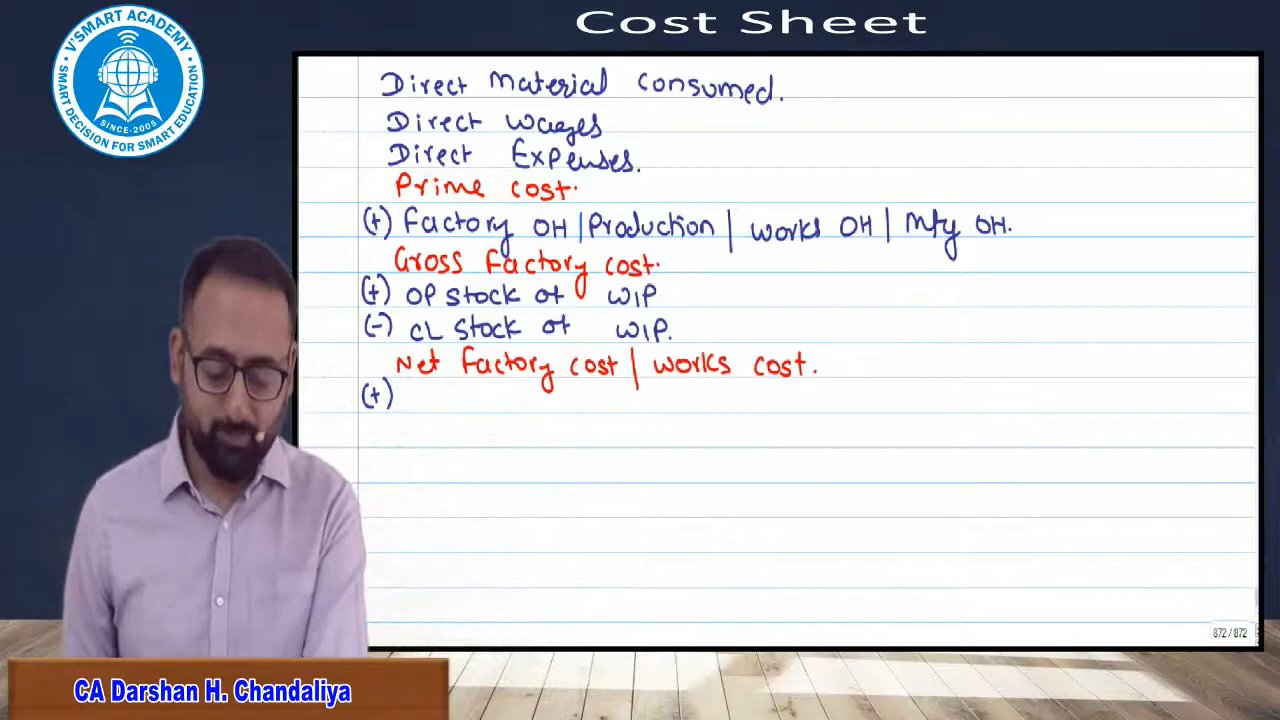 Cost Sheet
V'SMART ACADEMY
SINCE-2005
SMART DECISION FOR SMART EDUCATION
Direct Material Consumed.
Direct Wages
Direct Expenses.
Prime cost.
(+) Factory OH | Production | works OH | Mfg OH.
Gross Factory cost.
(+) OP stock of WIP
(-) CL stock of WIP.
Net Factory cost | works cost.
(+)
872 / 872
CA Darshan H. Chandaliya